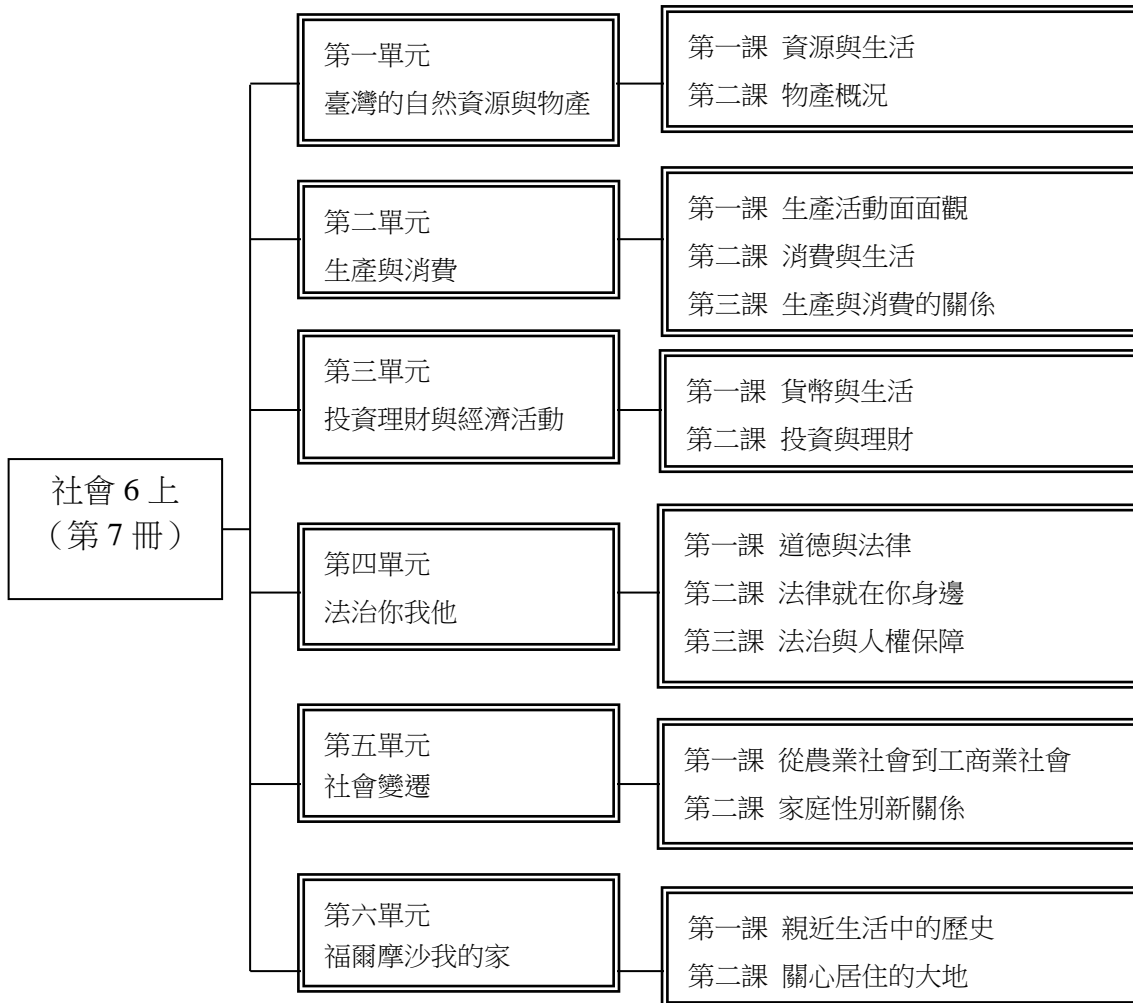 社會 6 上
（第 7 冊）
第一單元
臺灣的自然資源與物產
第一課 資源與生活
第二課 物產概況
第二單元
生產與消費
第一課 生產活動面面觀
第二課 消費與生活
第三課 生產與消費的關係
第三單元
投資理財與經濟活動
第一課 貨幣與生活
第二課 投資與理財
第四單元
法治你我他
第一課 道德與法律
第二課 法律就在你身邊
第三課 法治與人權保障
第五單元
社會變遷
第一課 從農業社會到工商業社會
第二課 家庭性別新關係
第六單元
福爾摩沙我的家
第一課 親近生活中的歷史
第二課 關心居住的大地